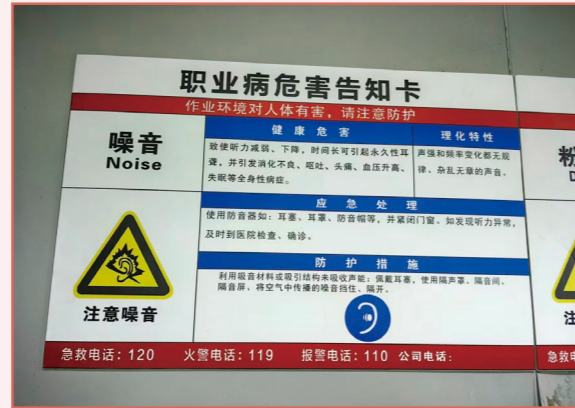 职业病危害告知卡
作业环境对人体有害，请注意防护
噪音
Noise
健康危害
致使听力减弱、下降，时间长可引起永久性耳
聋，并引发消化不良、呕吐、头痛、血压升高、
失眠等全身性病症。
理化特性
声强和频率变化都无规
律、杂乱无章的声音。
应急处理
使用防音器如：耳塞、耳罩、防音帽等，并紧闭门窗。如发现听力异常，
及时到医院检查、确诊。
注意噪音
防护措施
利用吸音材料或吸引结构未吸收声能；佩戴耳塞，使用隔声罩、隔音间、
隔音屏、将空气中传播的噪音挡住、隔开。
急救电话：120 火警电话：119 报警电话：110 公司电话：
粉
D
注
急救电